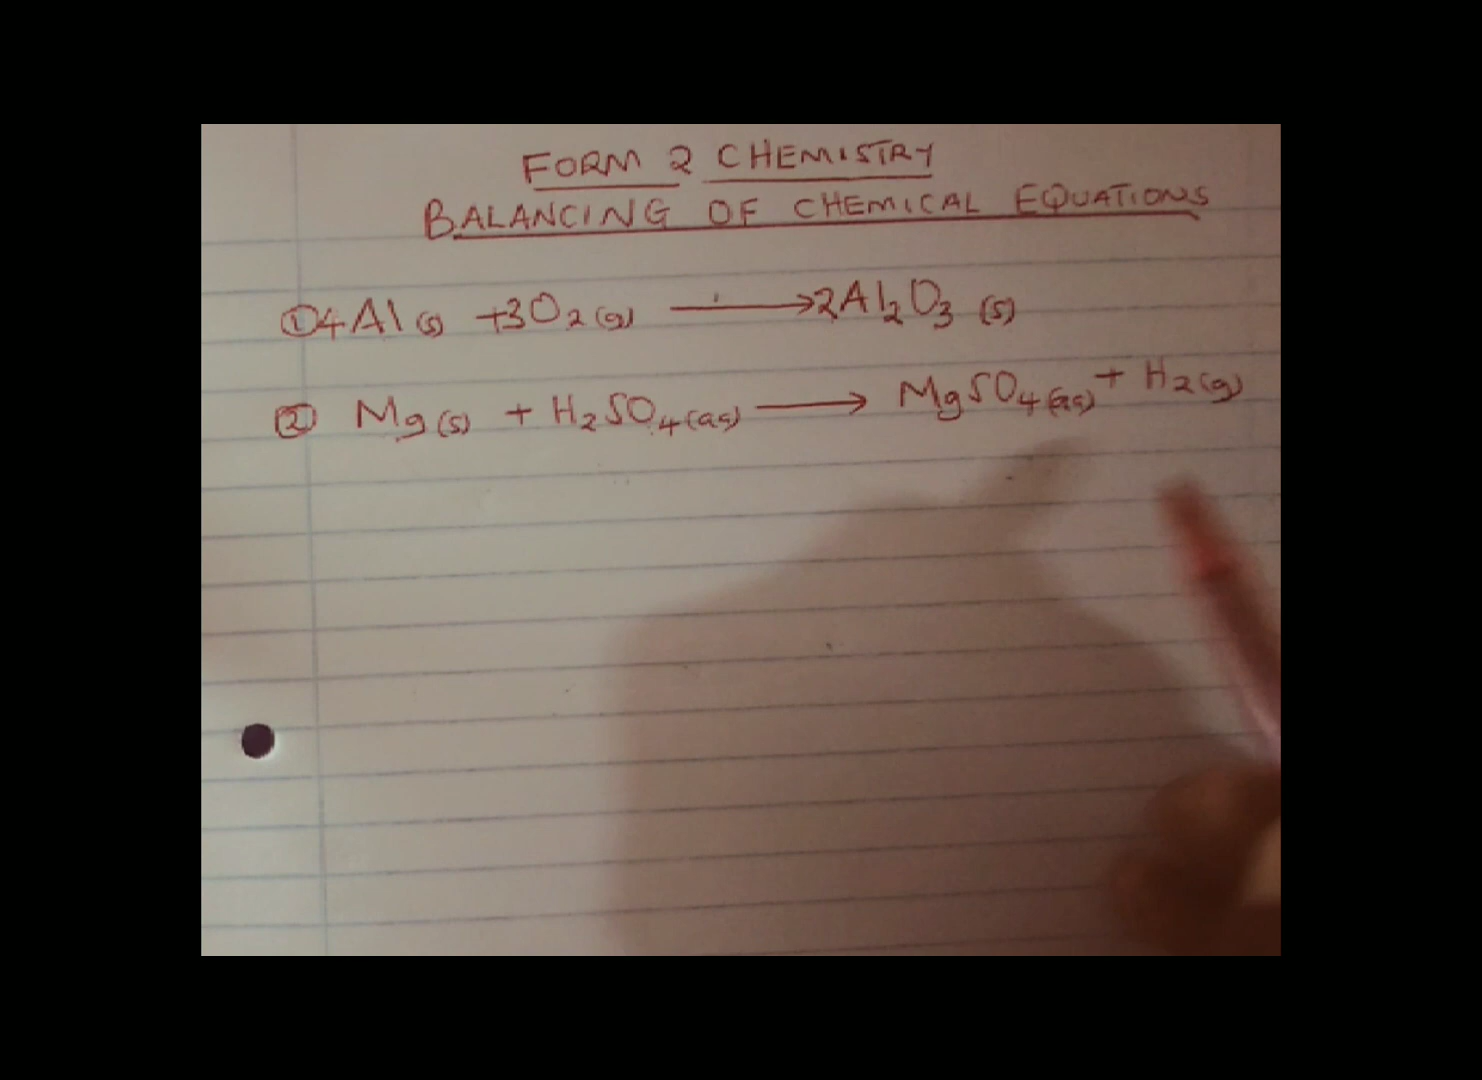 FORM 2 CHEMISTRY
BALANCING OF CHEMICAL EQUATIONS
① 4Al(s) + 3O₂(g) ⟶ 2Al₂O₃ (s)
② Mg(s) + H₂SO₄(aq) ⟶ MgSO₄(aq) + H₂(g)